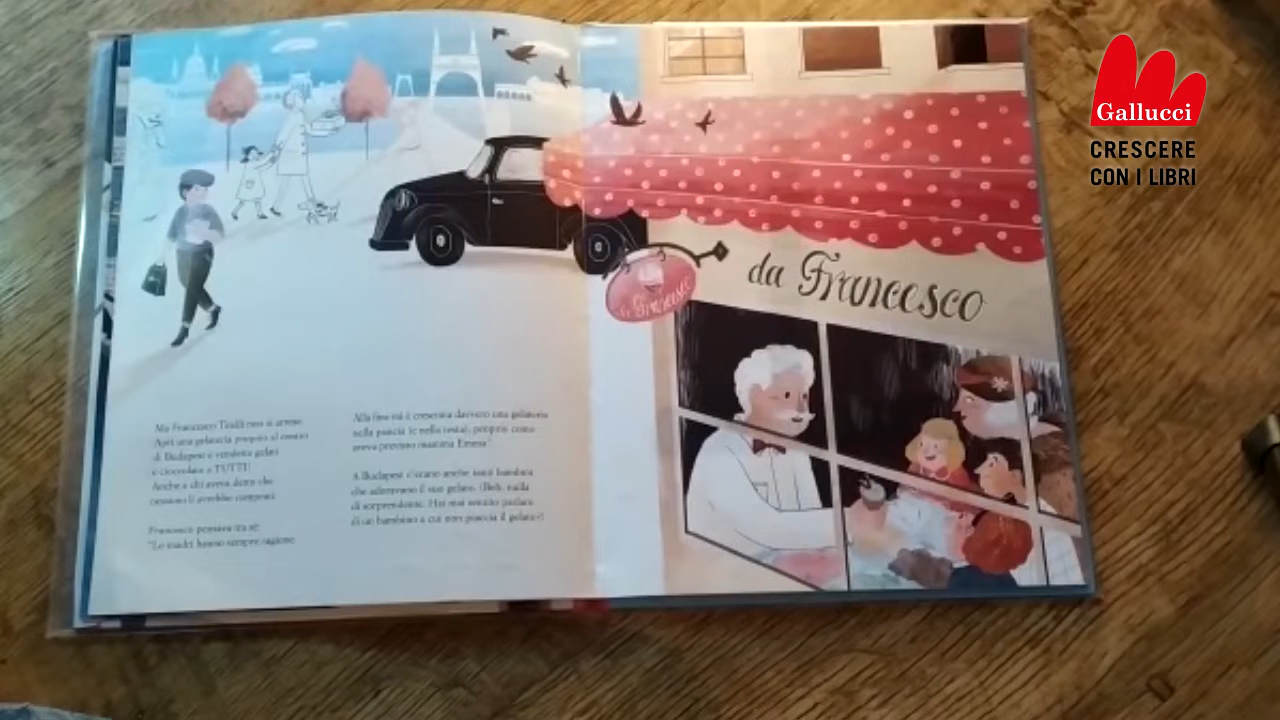 Gallucci
CRESCERE
CON I LIBRI
da Francesco
da Francesco
Ma Francesco Tirallì non si arrese.
Aprì una gelateria proprio al centro
di Budapest e vendette gelati
e cioccolato a TUTTI!
Anche a chi aveva detto che
nessuno li avrebbe comprati.
Francesco pensava tra sé:
"Le madri hanno sempre ragione.
Alla fine mi è cresciuta davvero una gelateria
nella pancia (e nella testa), proprio come
aveva previsto mamma Emma".
A Budapest c'erano anche tanti bambini
che adoravano il suo gelato. (Beh, nulla
di sorprendente. Hai mai sentito parlare
di un bambino a cui non piaccia il gelato?)